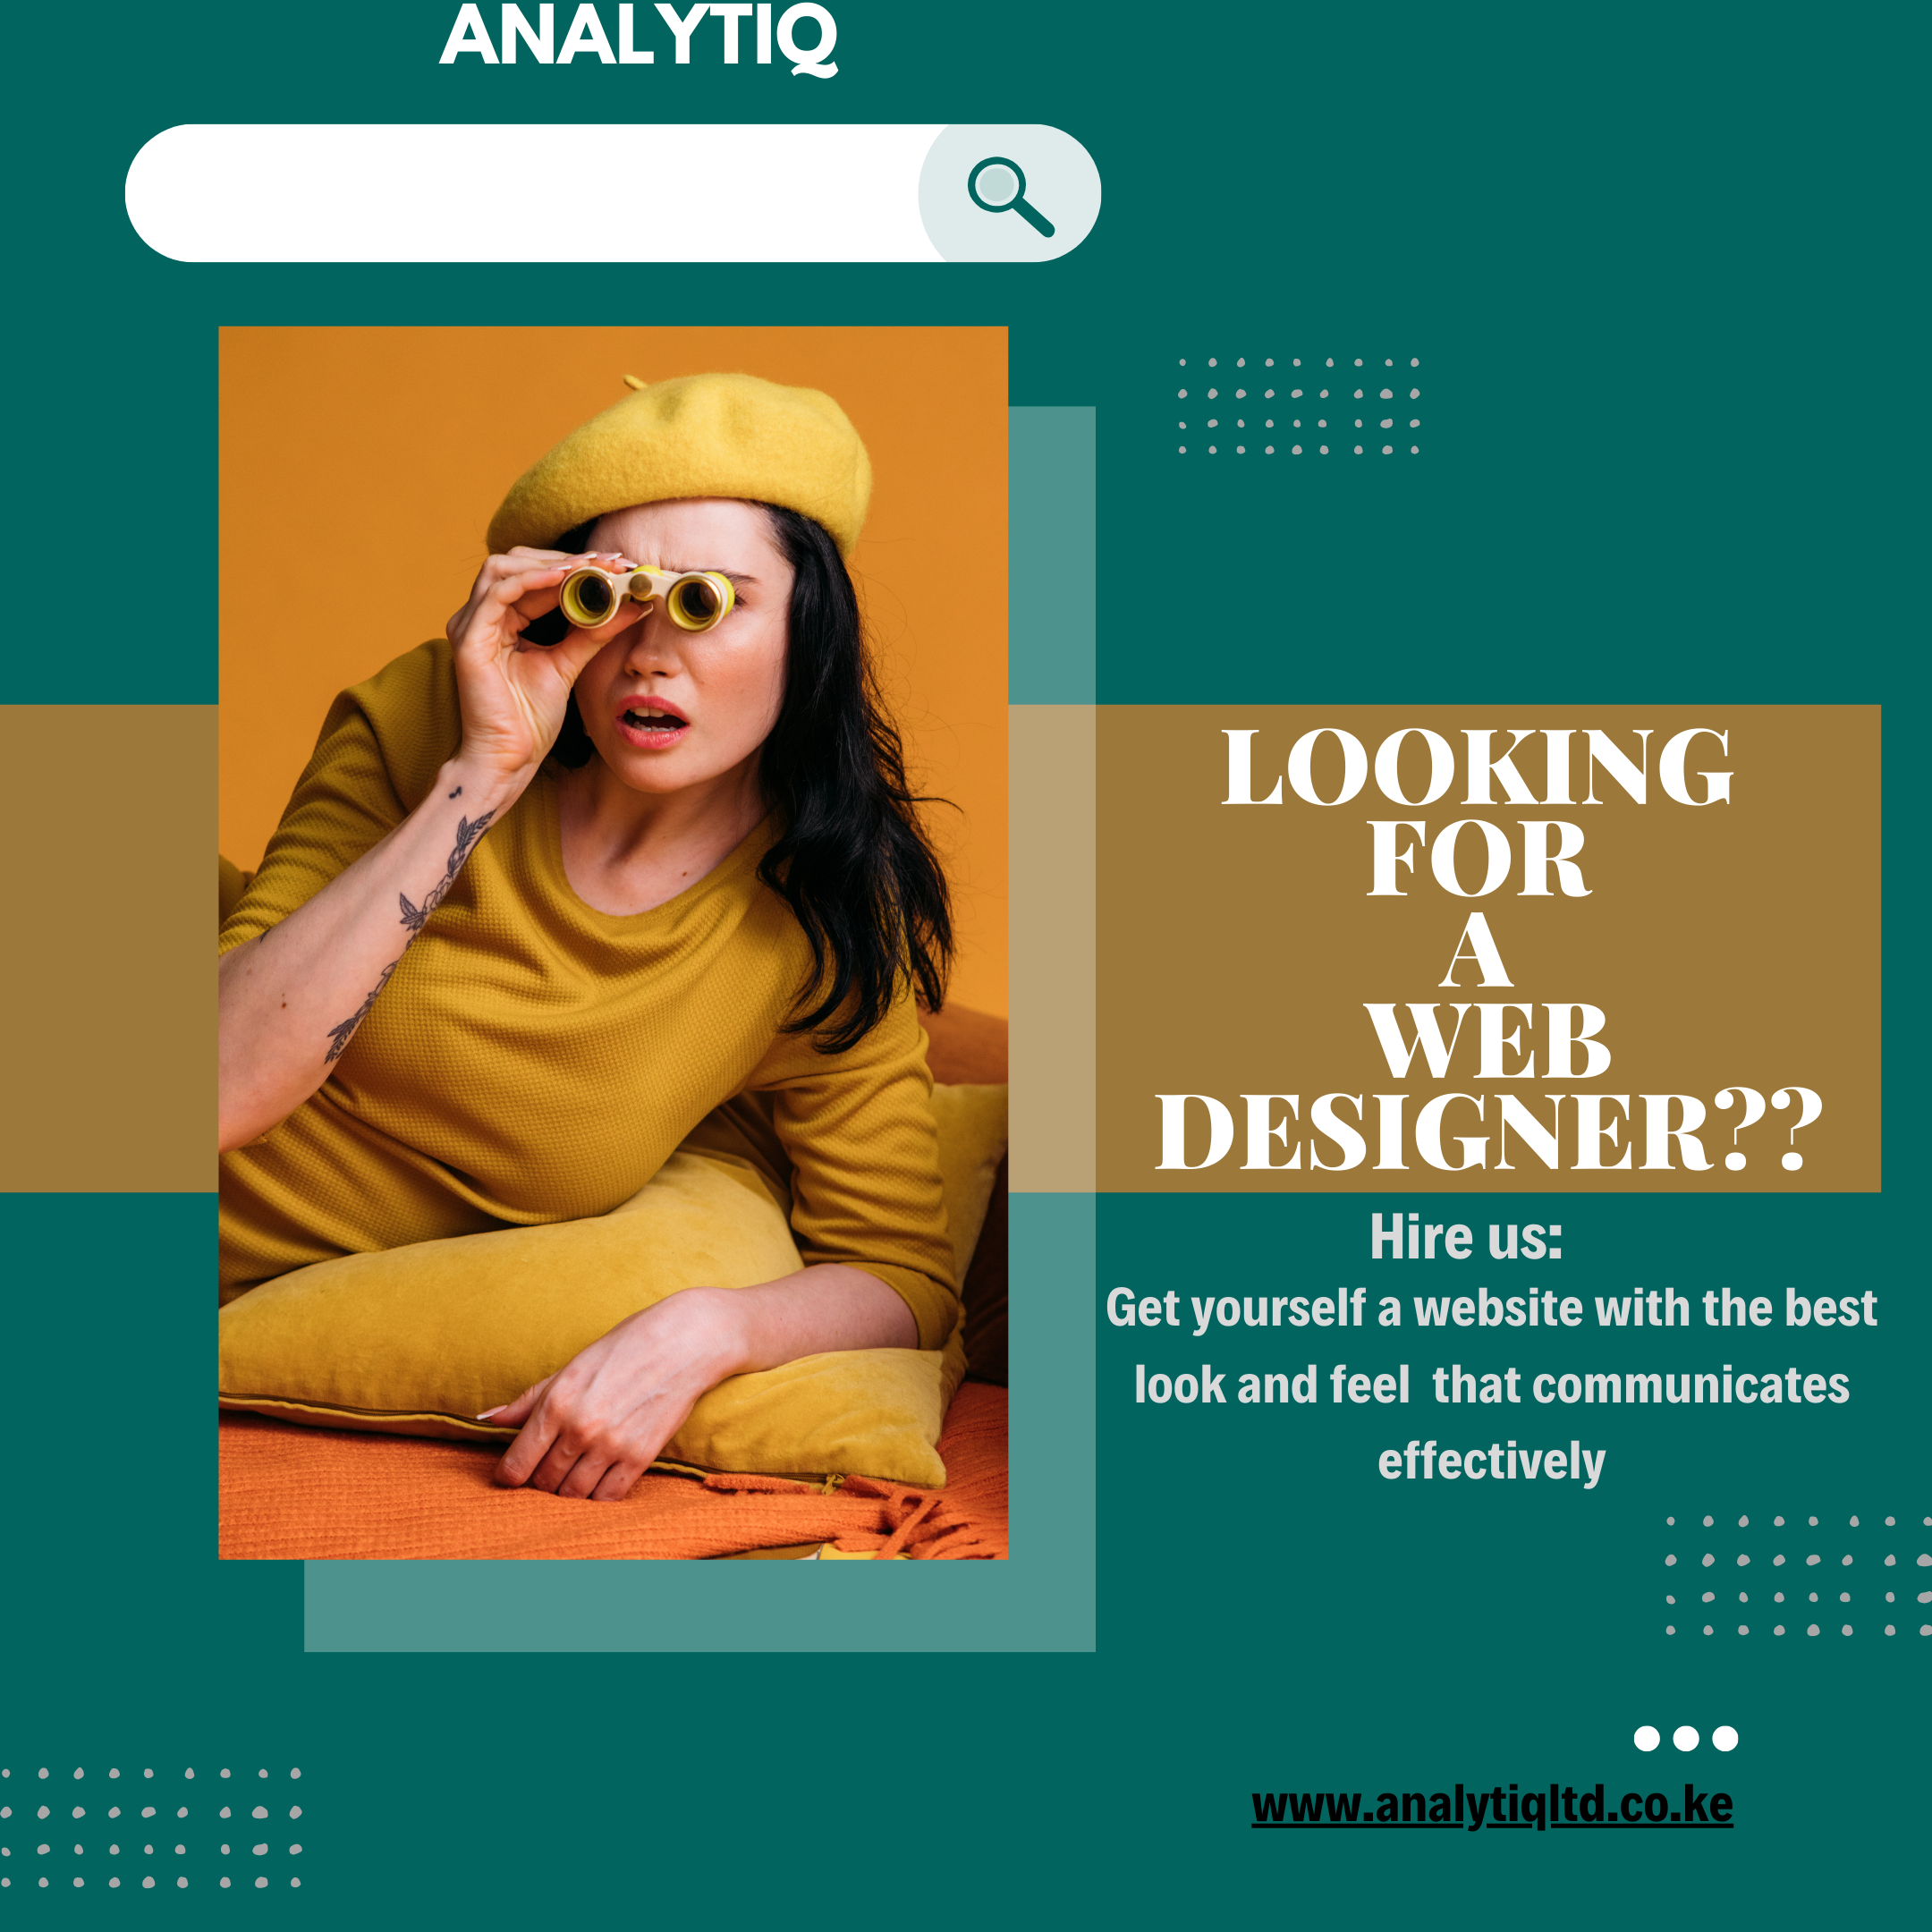 ANALYTIQ
LOOKING
FOR
A
WEB
DESIGNER??
Hire us:
Get yourself a website with the best
look and feel  that communicates
effectively
www.analytiqltd.co.ke